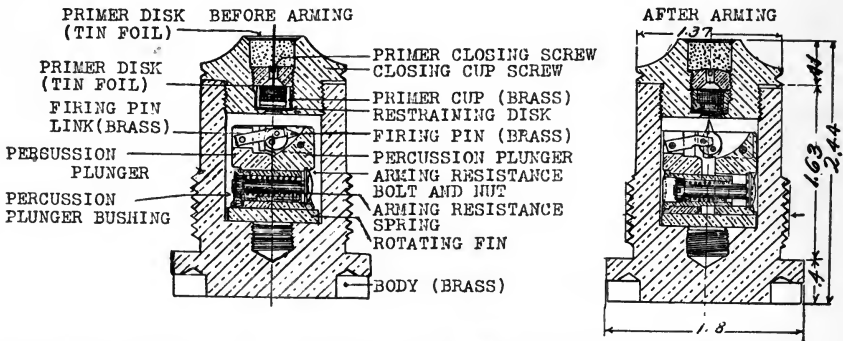 PRIMER DISK
(TIN FOIL)
BEFORE ARMING
PRIMER DISK
(TIN FOIL)
FIRING PIN
LINK(BRASS)
PERCUSSION
PLUNGER
PERCUSSION
PLUNGER BUSHING
PRIMER CLOSING SCREW
CLOSING CUP SCREW
PRIMER CUP (BRASS)
RESTRAINING DISK
FIRING PIN (BRASS)
PERCUSSION PLUNGER
ARMING RESISTANCE
BOLT AND NUT
ARMING RESISTANCE
SPRING
ROTATING FIN
BODY (BRASS)
AFTER ARMING
1.37
1.63
2.44
.4
1.8